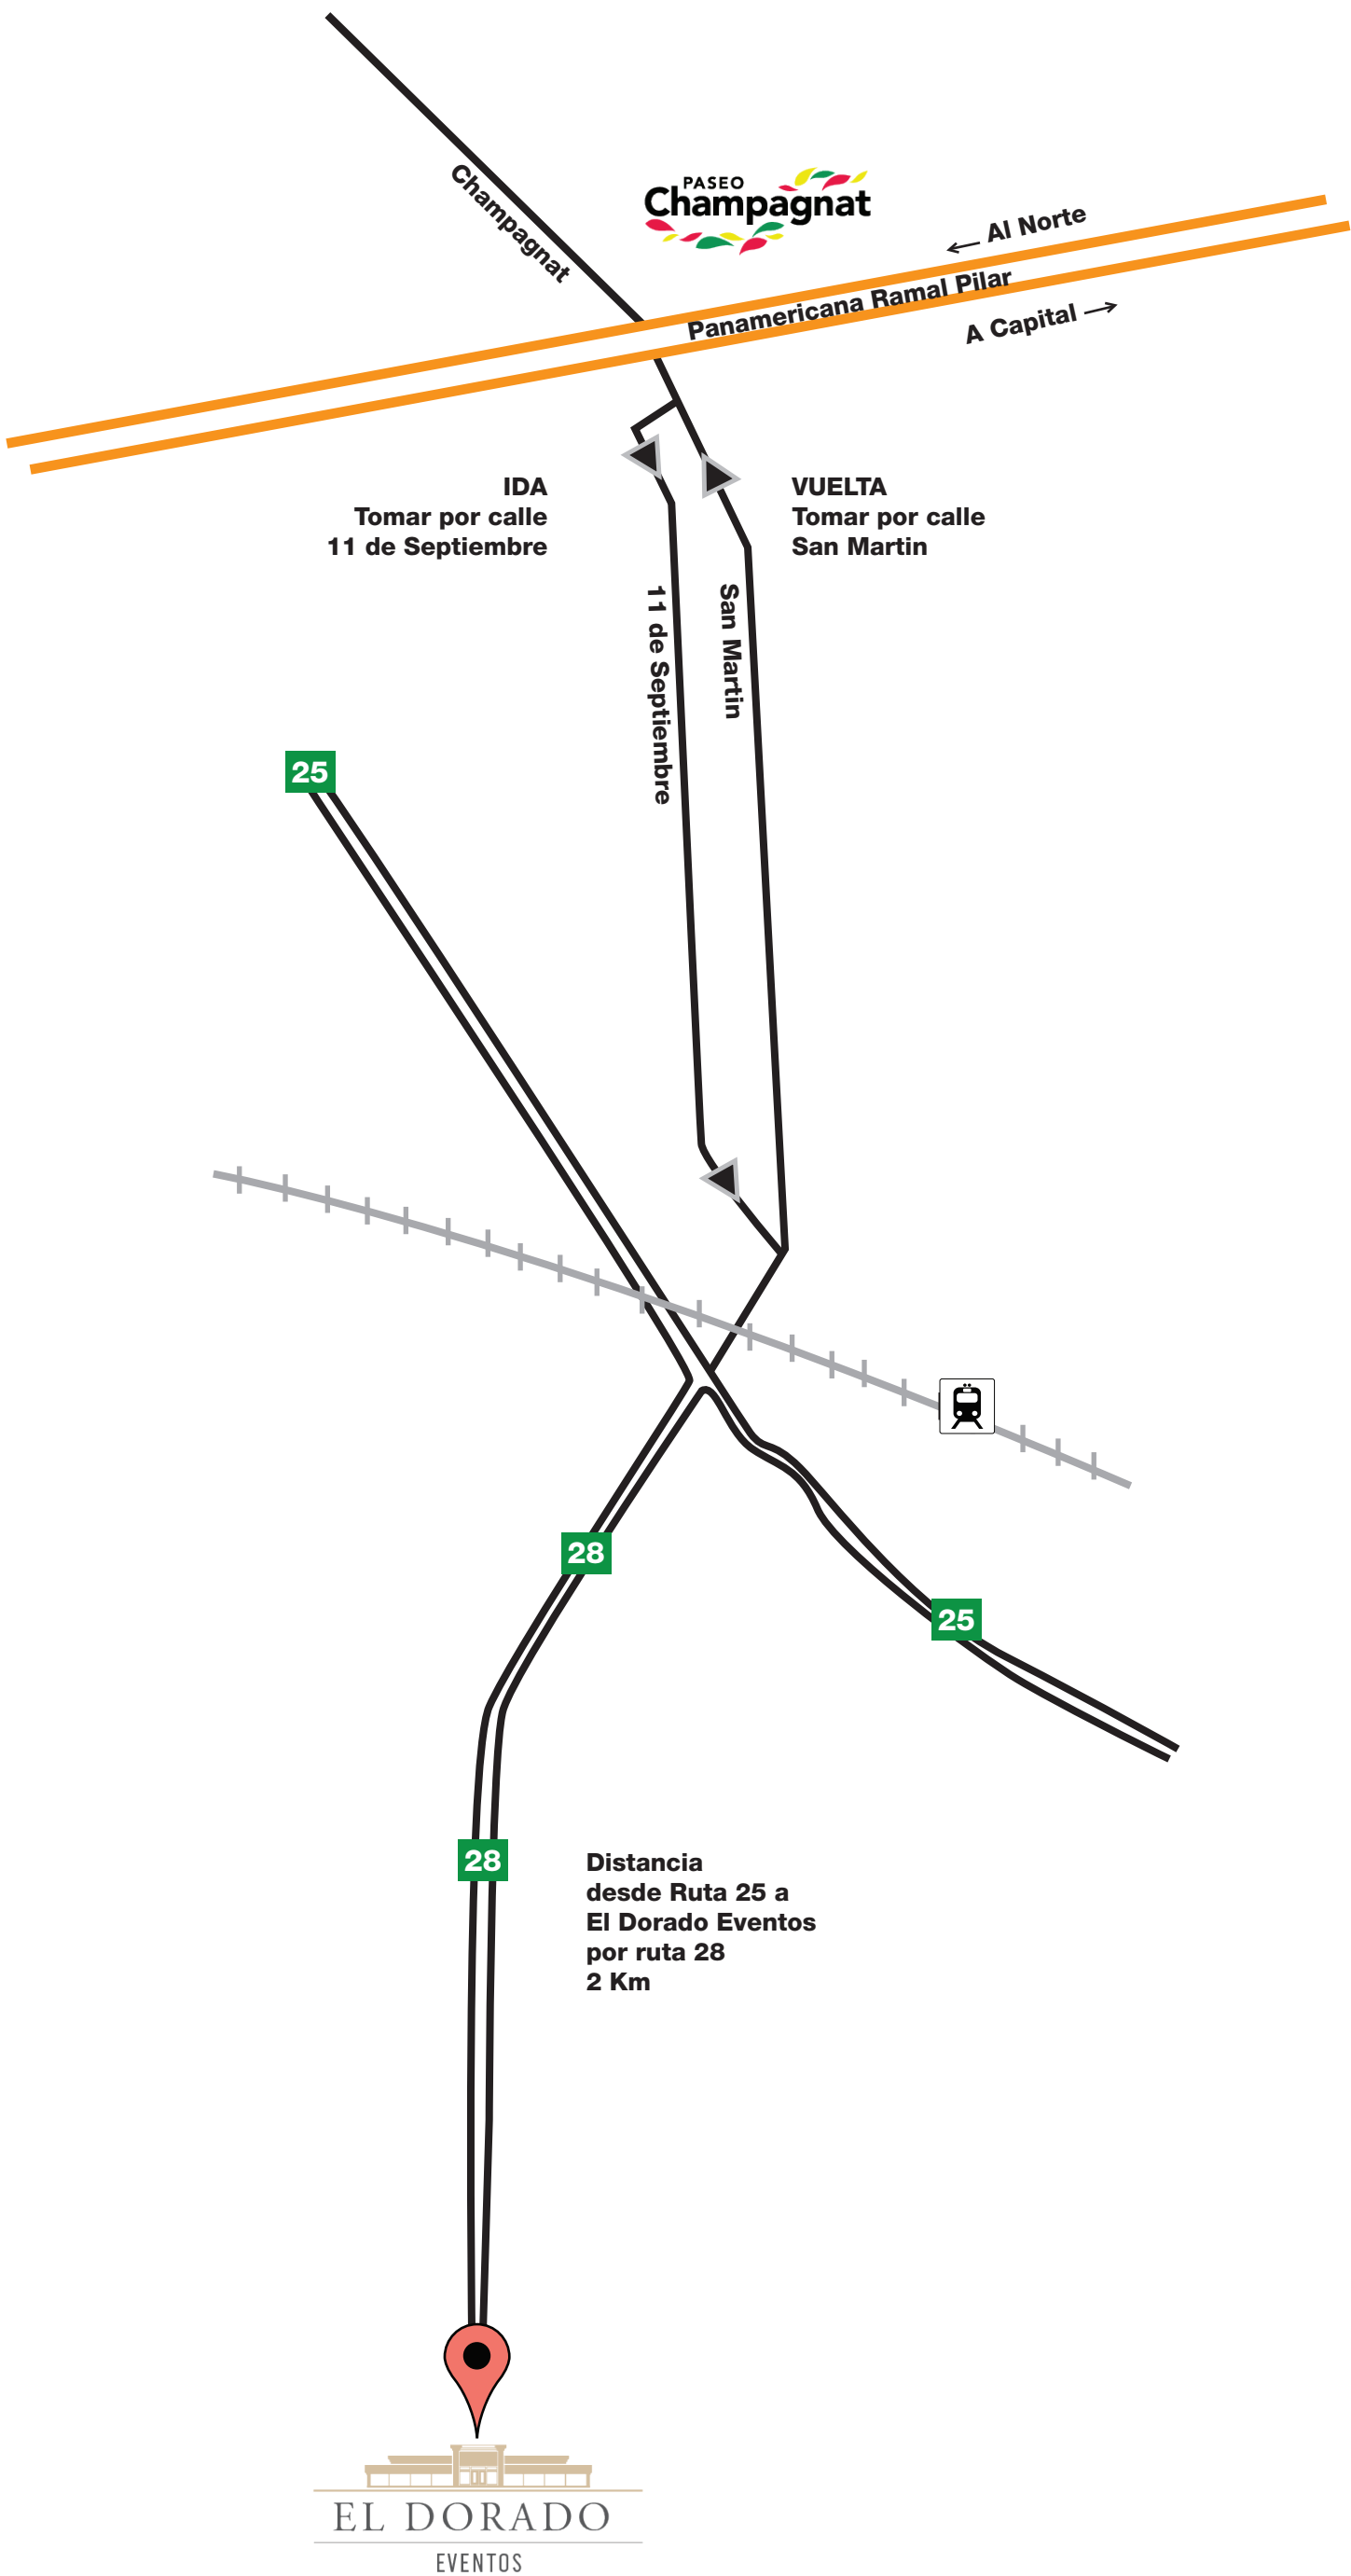 Champagnat
PASEO
Champagnat
Al Norte
Panamericana Ramal Pilar
A Capital
IDA
Tomar por calle
11 de Septiembre
VUELTA
Tomar por calle
San Martin
11 de Septiembre
San Martin
25
28
25
28
Distancia
desde Ruta 25 a
El Dorado Eventos
por ruta 28
2 Km
EL DORADO
EVENTOS